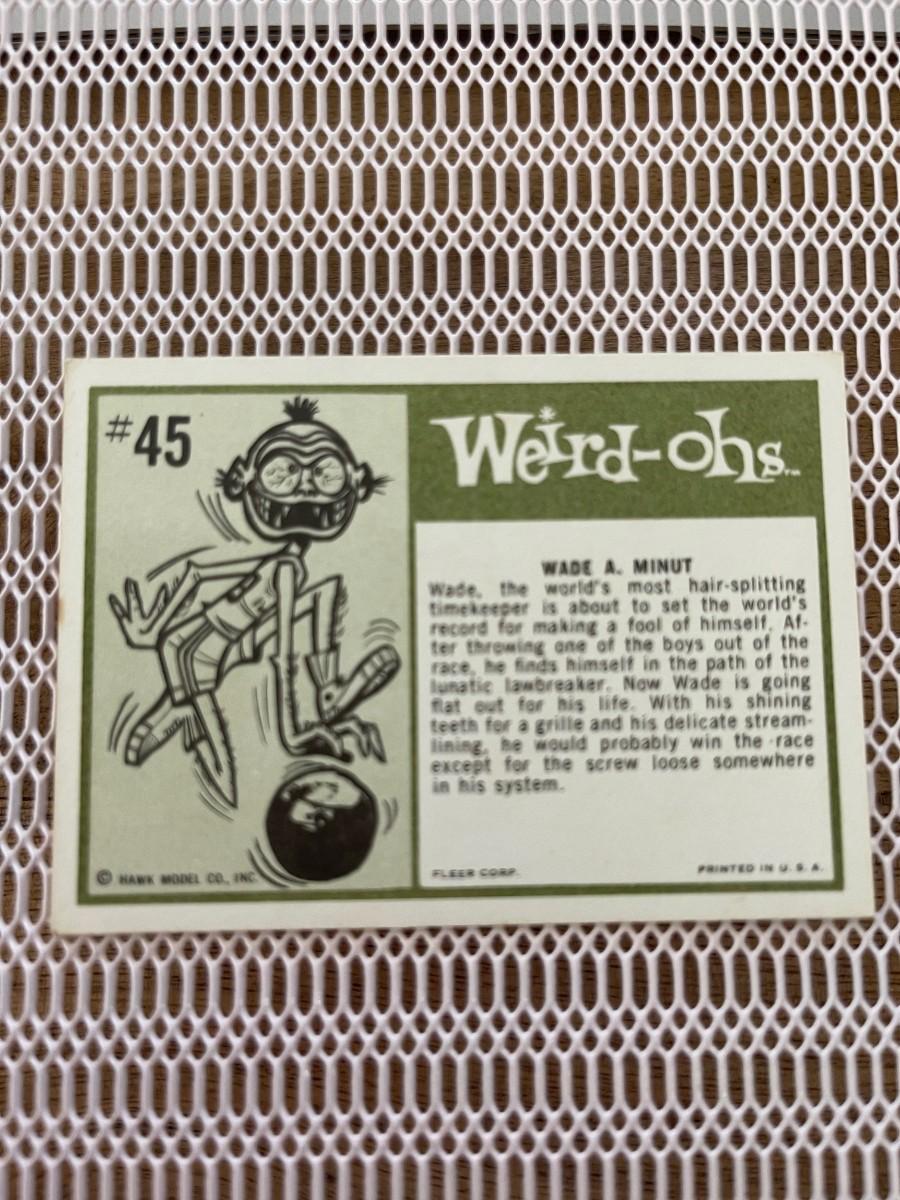 #45
Weird-ohs™
WADE A. MINUT
Wade, the world's most hair-splitting
timekeeper is about to set the world's
record for making a fool of himself. Af-
ter throwing one of the boys out of the
race, he finds himself in the path of the
lunatic lawbreaker. Now Wade is going
flat out for his life. With his shining
teeth for a grille and his delicate stream-
lining, he would probably win the race
except for the screw loose somewhere
in his system.
© HAWK MODEL CO., INC.
FLEER CORP.
PRINTED IN U. S. A.